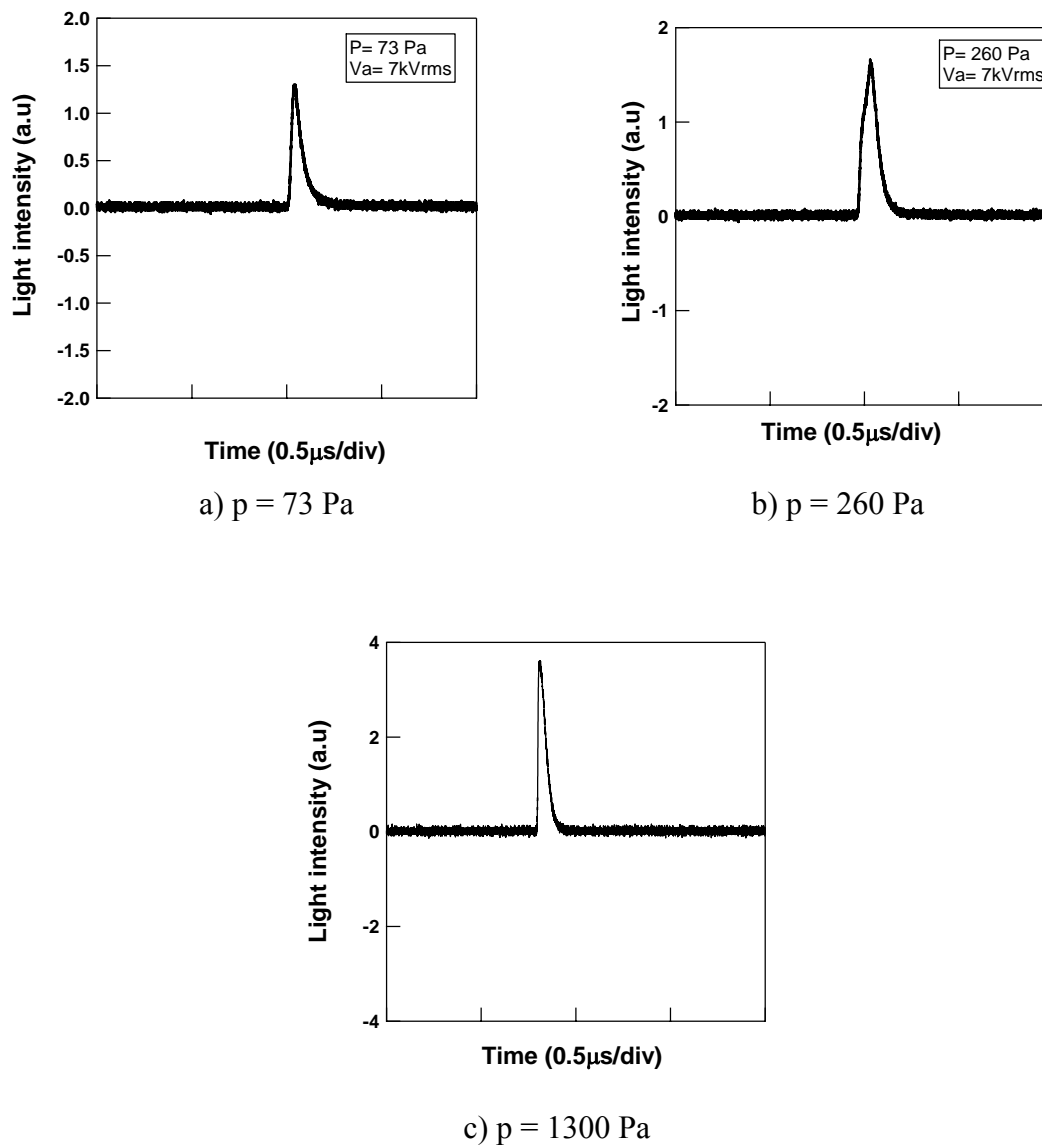 2.0
1.5
1.0
0.5
0.0
-0.5
-1.0
-1.5
-2.0
Light intensity (a.u)
P= 73 Pa
Va= 7kVrms
Time (0.5μs/div)
a) p = 73 Pa
2
1
0
-1
-2
Light intensity (a.u)
P= 260 Pa
Va= 7kVrms
Time (0.5μs/div)
b) p = 260 Pa
4
2
0
-2
-4
Light intensity (a.u)
Time (0.5μs/div)
c) p = 1300 Pa